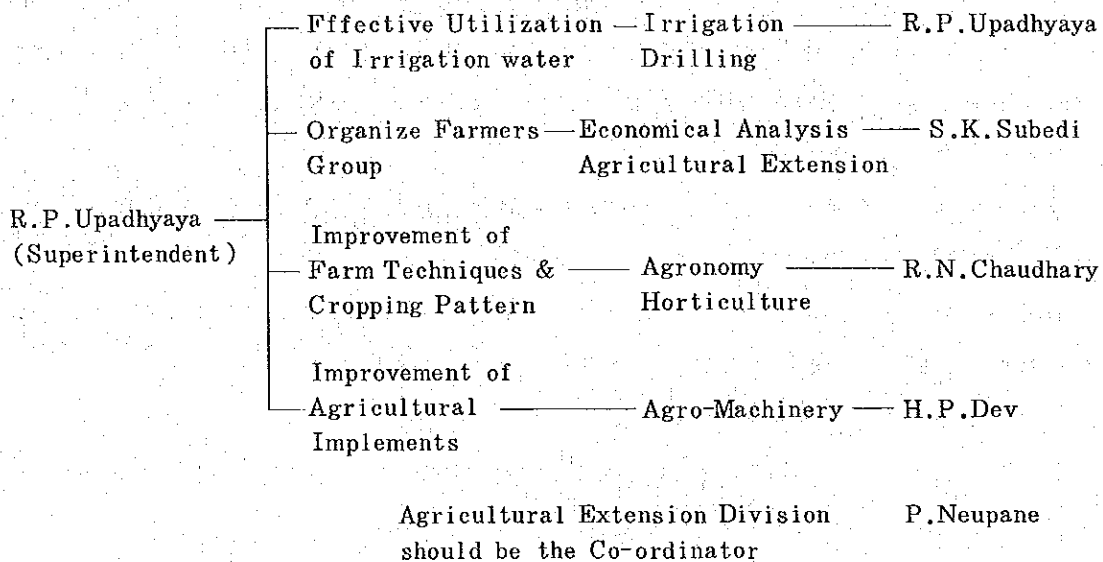 Fffective Utilization Irrigation R.P.Upadhyaya
of Irrigation water Drilling
Organize Farmers Economical Analysis S.K.Subedi
Group Agricultural Extension
R.P.Upadhyaya
(Superintendent)
Improvement of
Farm Techniques & Agronomy R.N.Chaudhary
Cropping Pattern Horticulture
Improvement of
Agricultural Agro-Machinery H.P.Dev
Implements
Agricultural Extension Division P.Neupane
should be the Co-ordinator